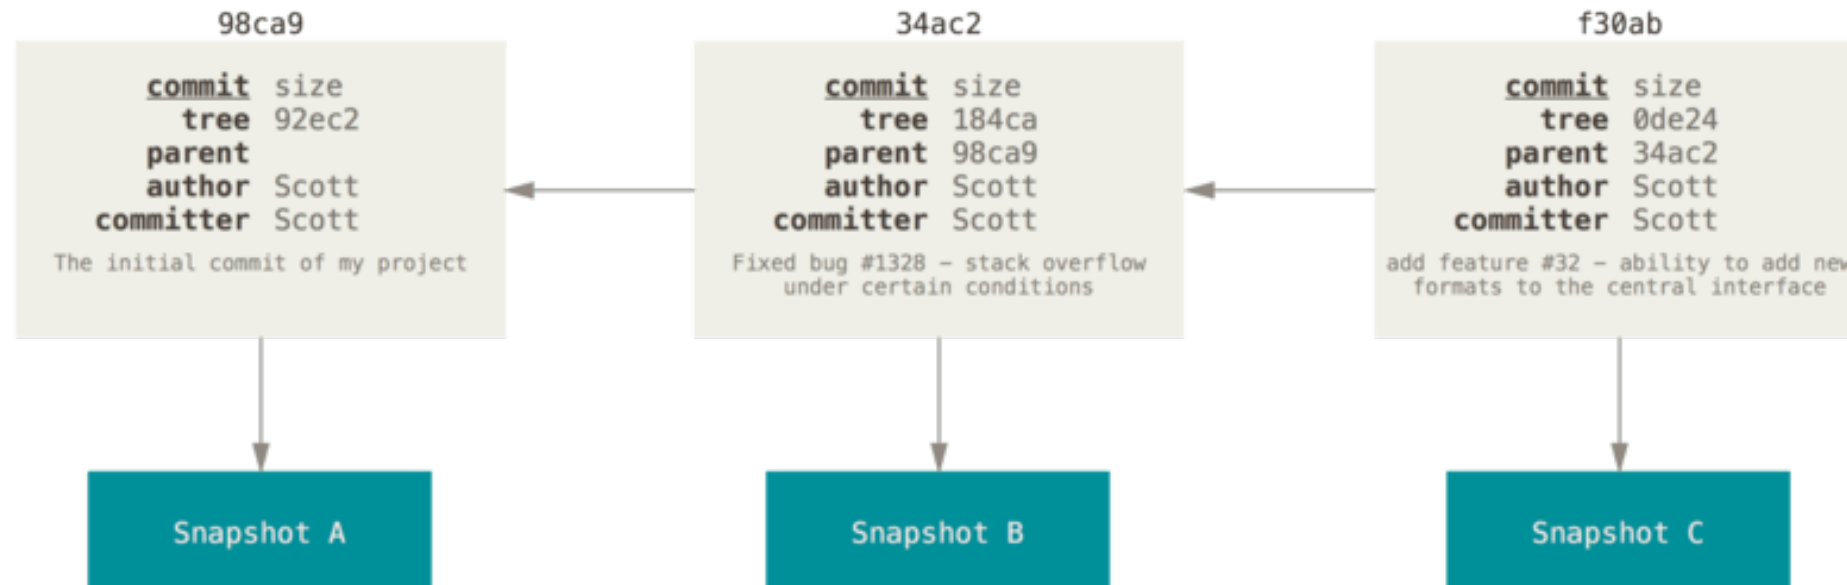 98ca9
commit size
tree 92ec2
parent
author Scott
committer Scott
The initial commit of my project
Snapshot A
34ac2
commit size
tree 184ca
parent 98ca9
author Scott
committer Scott
Fixed bug #1328 – stack overflow
under certain conditions
Snapshot B
f30ab
commit size
tree 0de24
parent 34ac2
author Scott
committer Scott
add feature #32 – ability to add new
formats to the central interface
Snapshot C